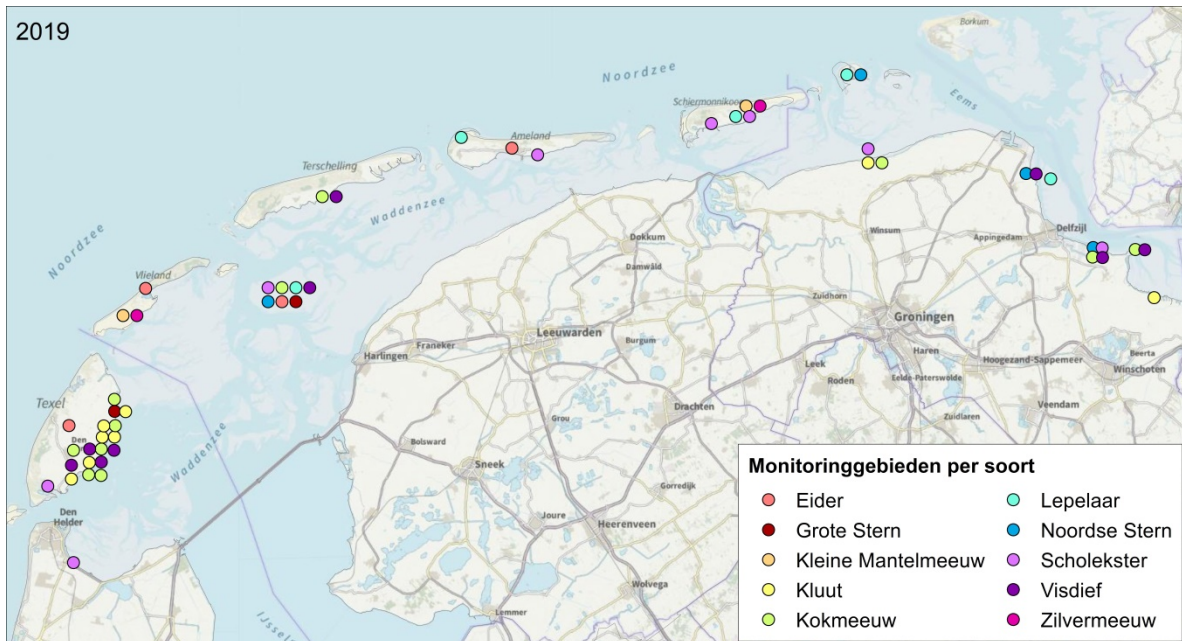 2019
Borkum
Noordzee
Eems
Schiermonnikoo
Ameland
Terschelling
Waddenzee
Dokkum
Winsum
Delfzijl
Appingedam
Damwâld
Noordzee
Vlieland
Zuidhorn
Groningen
Leeuwarden
Burgum
Franeker
Harlingen
Leek
Haren
Hoogezand-Sappemeer
Beerta
Winschoten
Roden
Eelde-Paterswolde
Texel
Drachten
Zuidlaren
Veendam
Grou
Den
Bolsward
Waddenzee
Sneek
Gorredijk
Den
Helder
Joure
Heerenveen
Wolvega
Lemmer
IJssel
Monitoringgebieden per soort
Eider
Grote Stern
Kleine Mantelmeeuw
Kluut
Kokmeeuw
Lepelaar
Noordse Stern
Scholekster
Visdief
Zilvermeeuw